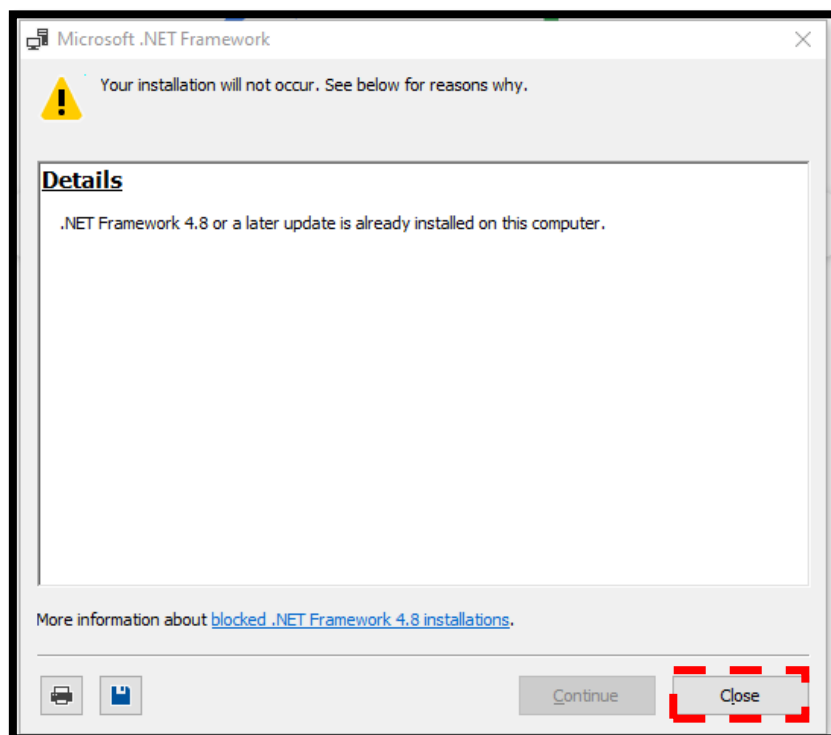 Microsoft .NET Framework
Your installation will not occur. See below for reasons why.
Details
.NET Framework 4.8 or a later update is already installed on this computer.
More information about blocked .NET Framework 4.8 installations.
Continue
Close